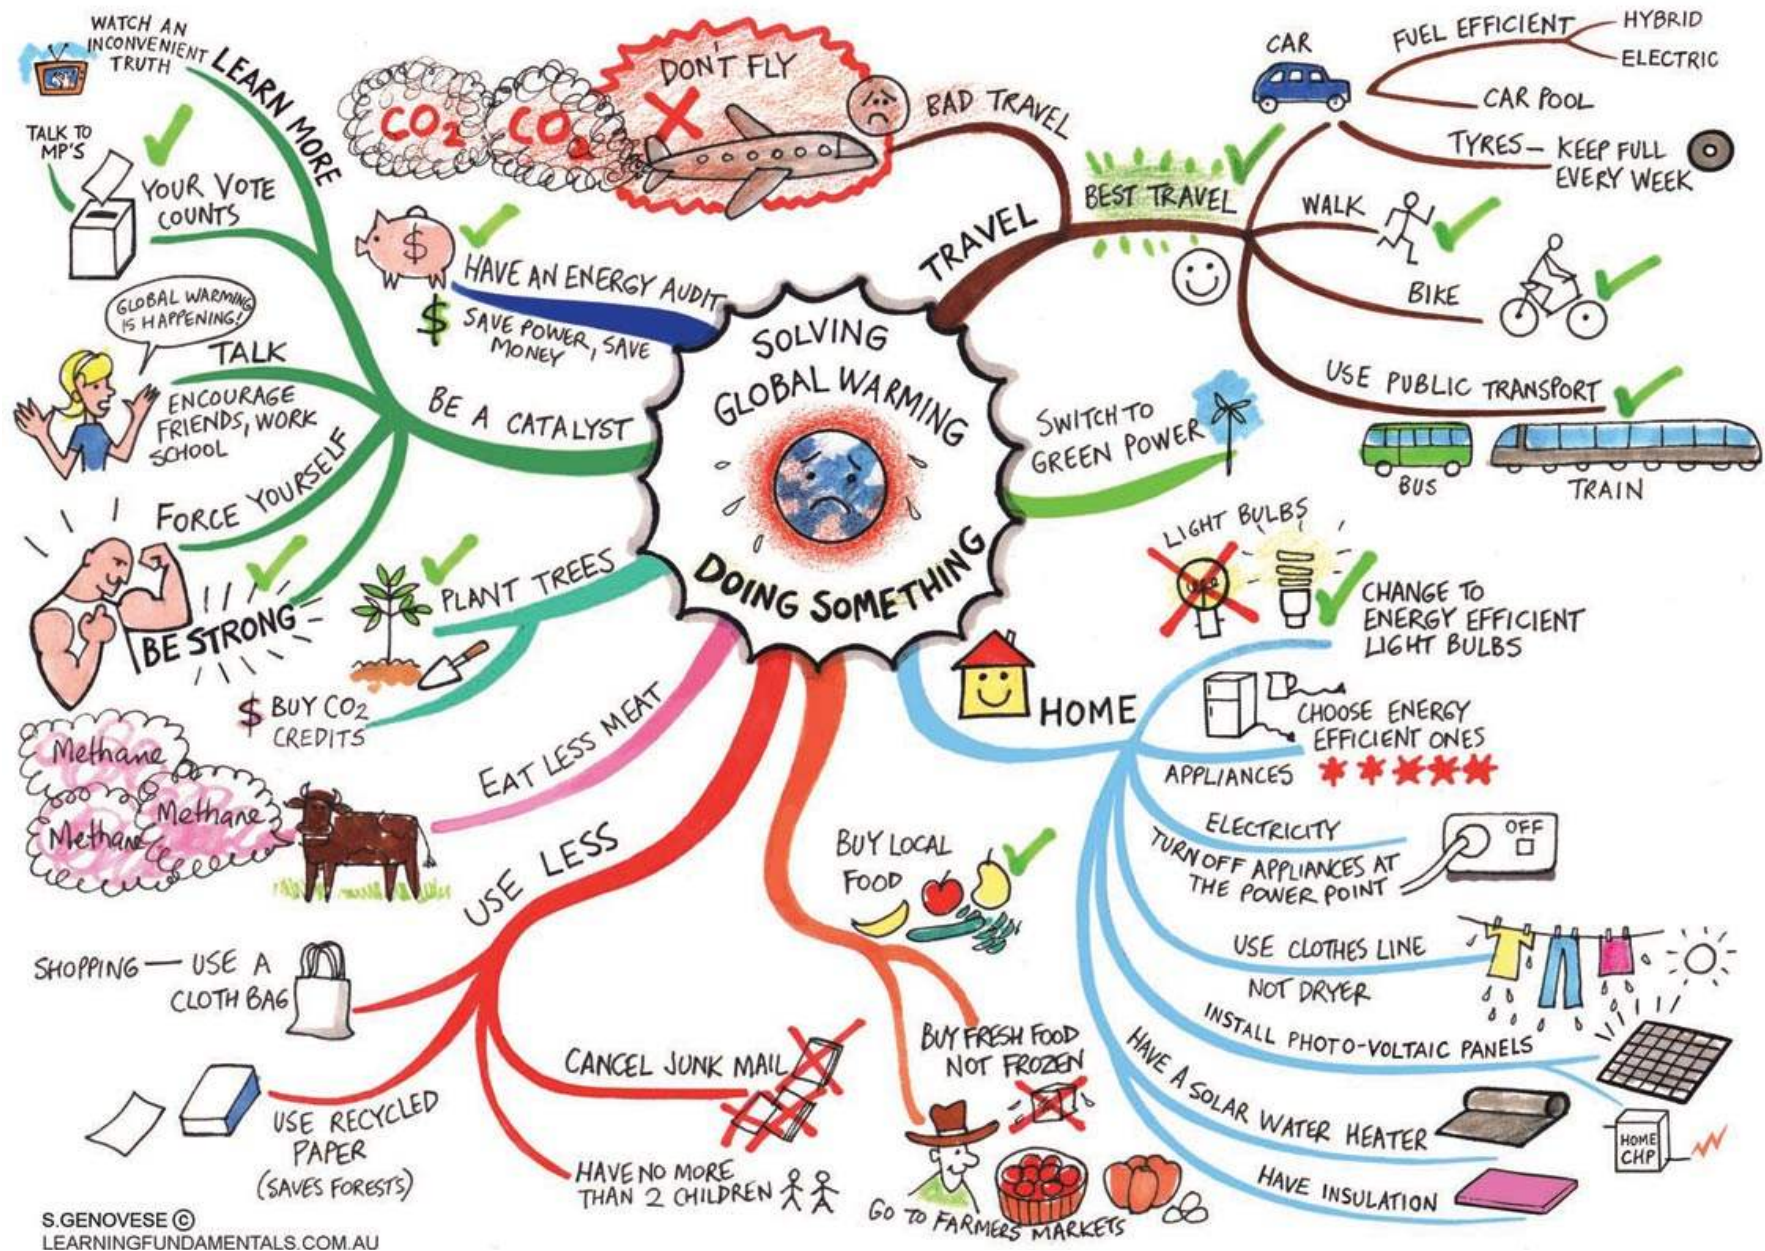 SOLVING
GLOBAL WARMING
DOING SOMETHING
TRAVEL
BAD TRAVEL
DON'T FLY
CO2
CO2
BEST TRAVEL
CAR
FUEL EFFICIENT
HYBRID
ELECTRIC
CAR POOL
TYRES – KEEP FULL
EVERY WEEK
WALK
BIKE
USE PUBLIC TRANSPORT
BUS
TRAIN
SWITCH TO
GREEN POWER
HOME
LIGHT BULBS
CHANGE TO
ENERGY EFFICIENT
LIGHT BULBS
CHOOSE ENERGY
EFFICIENT ONES
APPLIANCES
ELECTRICITY
TURN OFF APPLIANCES AT
THE POWER POINT
OFF
USE CLOTHES LINE
NOT DRYER
INSTALL PHOTO-VOLTAIC PANELS
HOME
CHP
HAVE A SOLAR WATER HEATER
HAVE INSULATION
BUY LOCAL
FOOD
BUY FRESH FOOD
NOT FROZEN
GO TO FARMERS MARKETS
USE LESS
SHOPPING – USE A
CLOTH BAG
USE RECYCLED
PAPER
(SAVES FORESTS)
CANCEL JUNK MAIL
HAVE NO MORE
THAN 2 CHILDREN
EAT LESS MEAT
Methane
Methane
Methane
PLANT TREES
$ BUY CO2
CREDITS
BE A CATALYST
LEARN MORE
WATCH AN
INCONVENIENT
TRUTH
YOUR VOTE
COUNTS
TALK TO
MP'S
TALK
GLOBAL WARMING
IS HAPPENING!
ENCOURAGE
FRIENDS, WORK
SCHOOL
FORCE YOURSELF
BE STRONG
HAVE AN ENERGY AUDIT
$
$ SAVE POWER, SAVE
MONEY
S.GENOVESE ©
LEARNINGFUNDAMENTALS.COM.AU